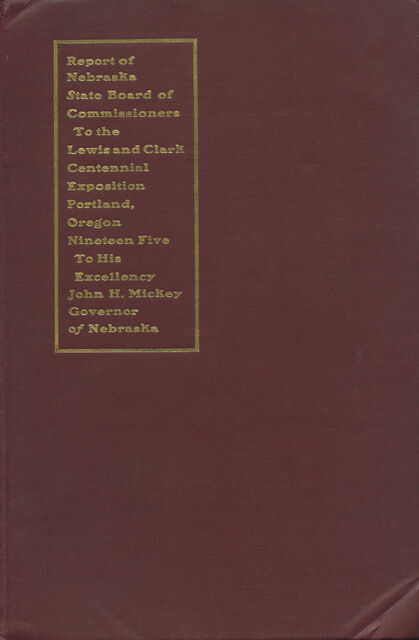 Report of
Nebraska
State Board of
Commissioners
To the
Lewis and Clark
Centennial
Exposition
Portland,
Oregon
Nineteen Five
To His
Excellency
John H. Mickey
Governor
of Nebraska